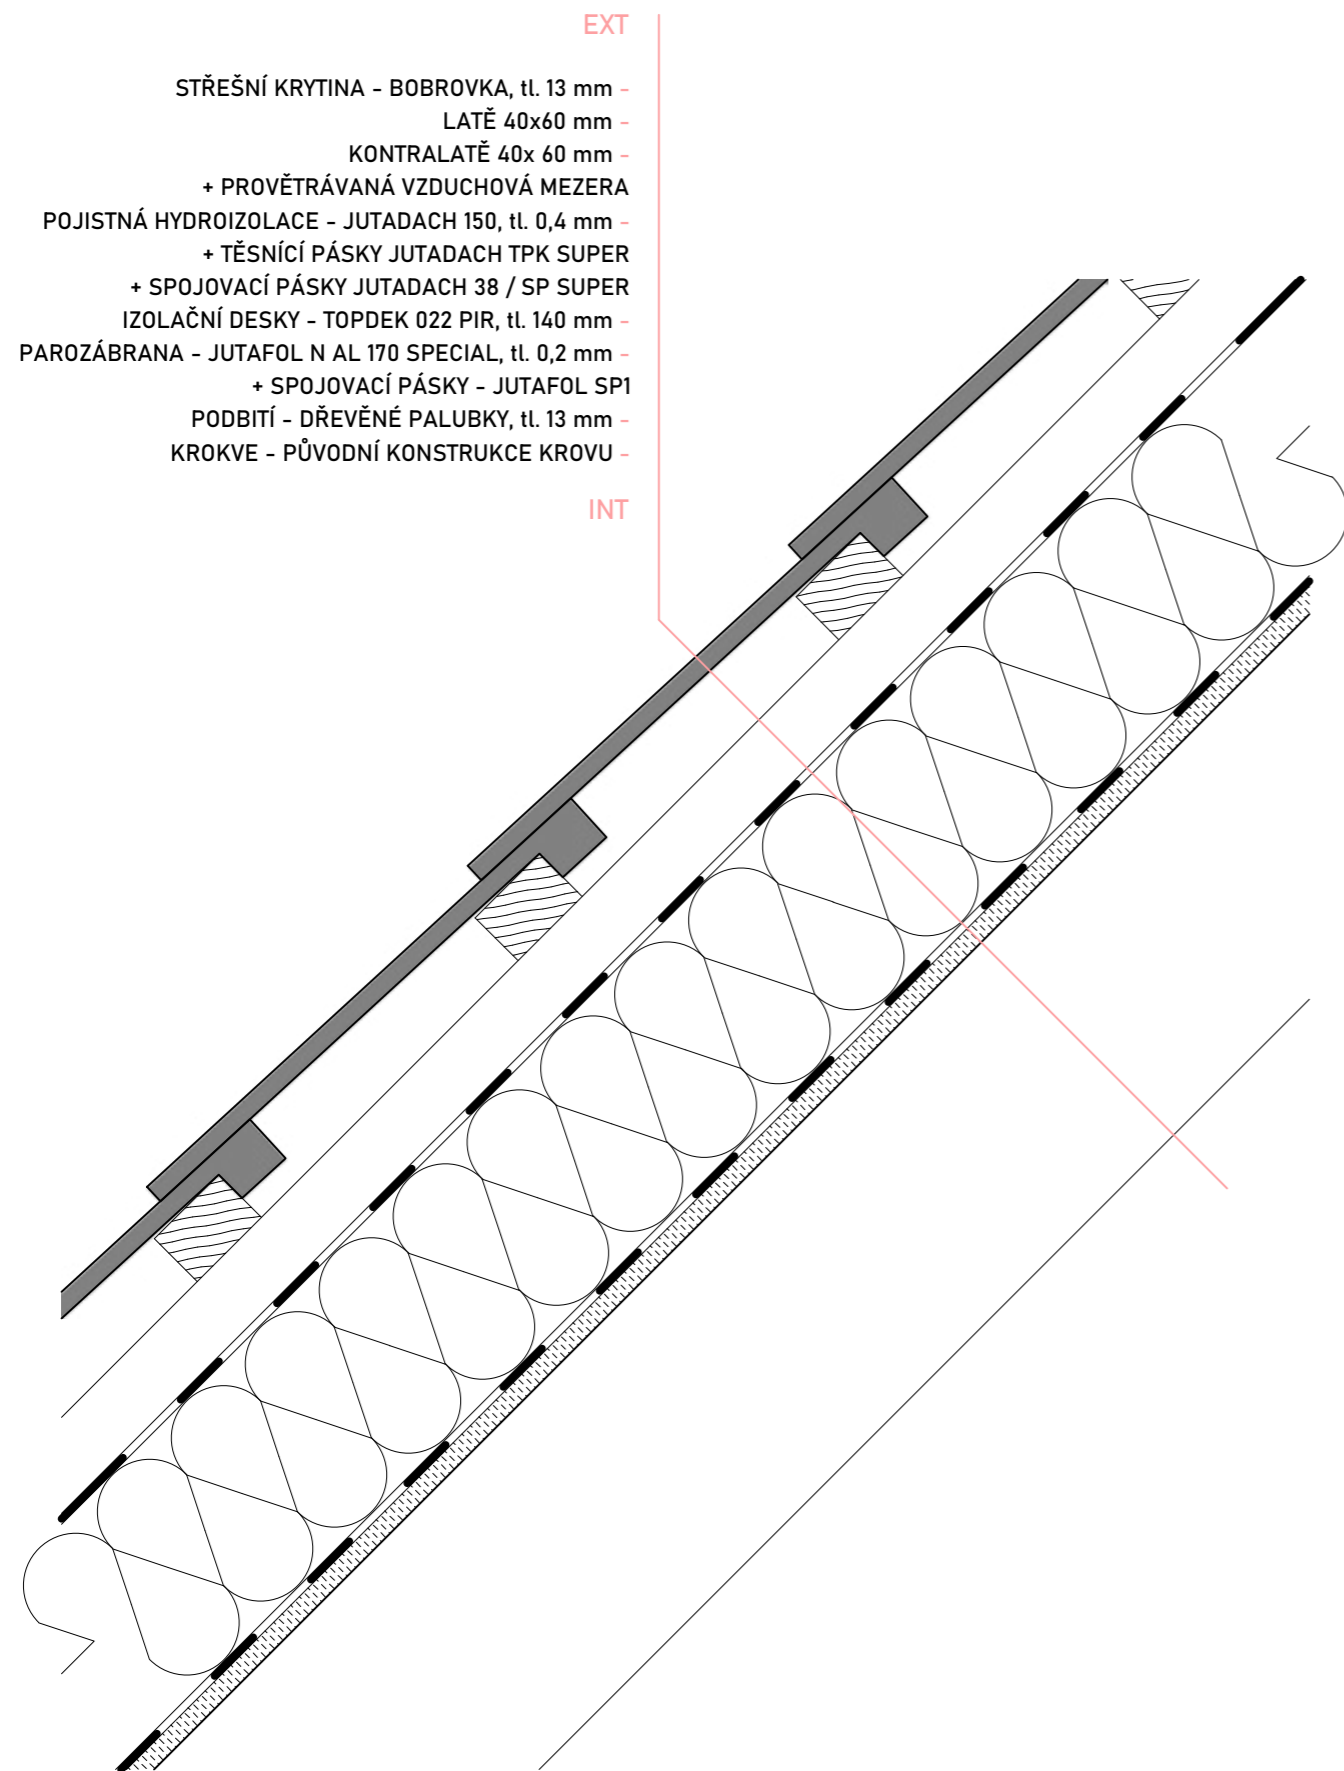 EXT
STŘEŠNÍ KRYTINA - BOBROVKA, tl. 13 mm -
LATĚ 40x60 mm -
KONTRALATĚ 40x 60 mm -
+ PROVĚTRÁVANÁ VZDUCHOVÁ MEZERA
POJISTNÁ HYDROIZOLACE - JUTADACH 150, tl. 0,4 mm -
+ TĚSNÍCÍ PÁSKY JUTADACH TPK SUPER
+ SPOJOVACÍ PÁSKY JUTADACH 38 / SP SUPER
IZOLAČNÍ DESKY - TOPDEK 022 PIR, tl. 140 mm -
PAROZÁBRANA - JUTAFOL N AL 170 SPECIAL, tl. 0,2 mm -
+ SPOJOVACÍ PÁSKY - JUTAFOL SP1
PODBITÍ - DŘEVĚNÉ PALUBKY, tl. 13 mm -
KROKVE - PŮVODNÍ KONSTRUKCE KROVU -
INT